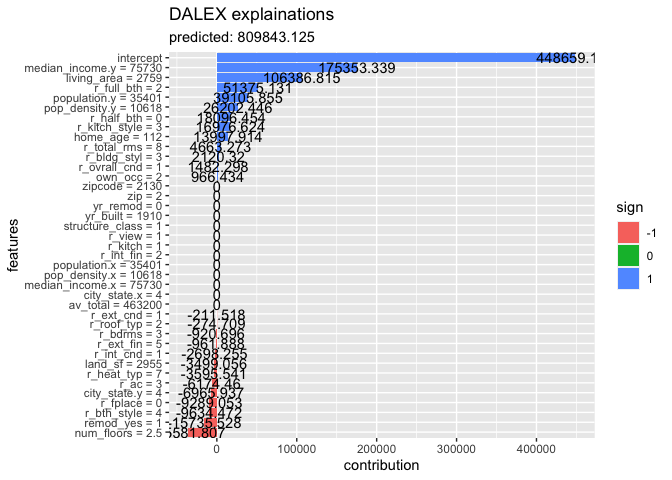 DALEX explainations
predicted: 809843.125
features
intercept 448659.1
median_income.y = 75730 175353.339
living_area = 2759 106386.815
r_full_bth = 2 51375.131
population.y = 35401 39105.855
pop_density.y = 10618 26202.446
r_half_bth = 0 18096.454
r_kitch_style = 3 16976.624
home_age = 112 13997.914
r_total_rms = 8 4663.273
r_bldg_styl = 3 2120.32
r_ovrall_cnd = 1 1482.298
own_occ = 2 966.434
zipcode = 2130 0
zip = 2 0
yr_remod = 0 0
yr_built = 1910 0
structure_class = 1 0
r_view = 1 0
r_kitch = 1 0
r_int_fin = 2 0
population.x = 35401 0
pop_density.x = 10618 0
median_income.x = 75730 0
city_state.x = 4 0
av_total = 463200 0
r_ext_cnd = 1 -211.518
r_roof_typ = 2 -274.709
r_bdrms = 3 -920.696
r_ext_fin = 5 -961.888
r_int_cnd = 1 -2698.255
land_sf = 2955 -3499.056
r_heat_typ = 7 -3595.541
r_ac = 3 -6174.46
city_state.y = 4 -6965.937
r_fplace = 0 -9289.053
r_bth_style = 4 -9634.472
remod_yes = 1 -15735.528
num_floors = 2.5
0 100000 200000 300000 400000
contribution
sign
-1
0
1